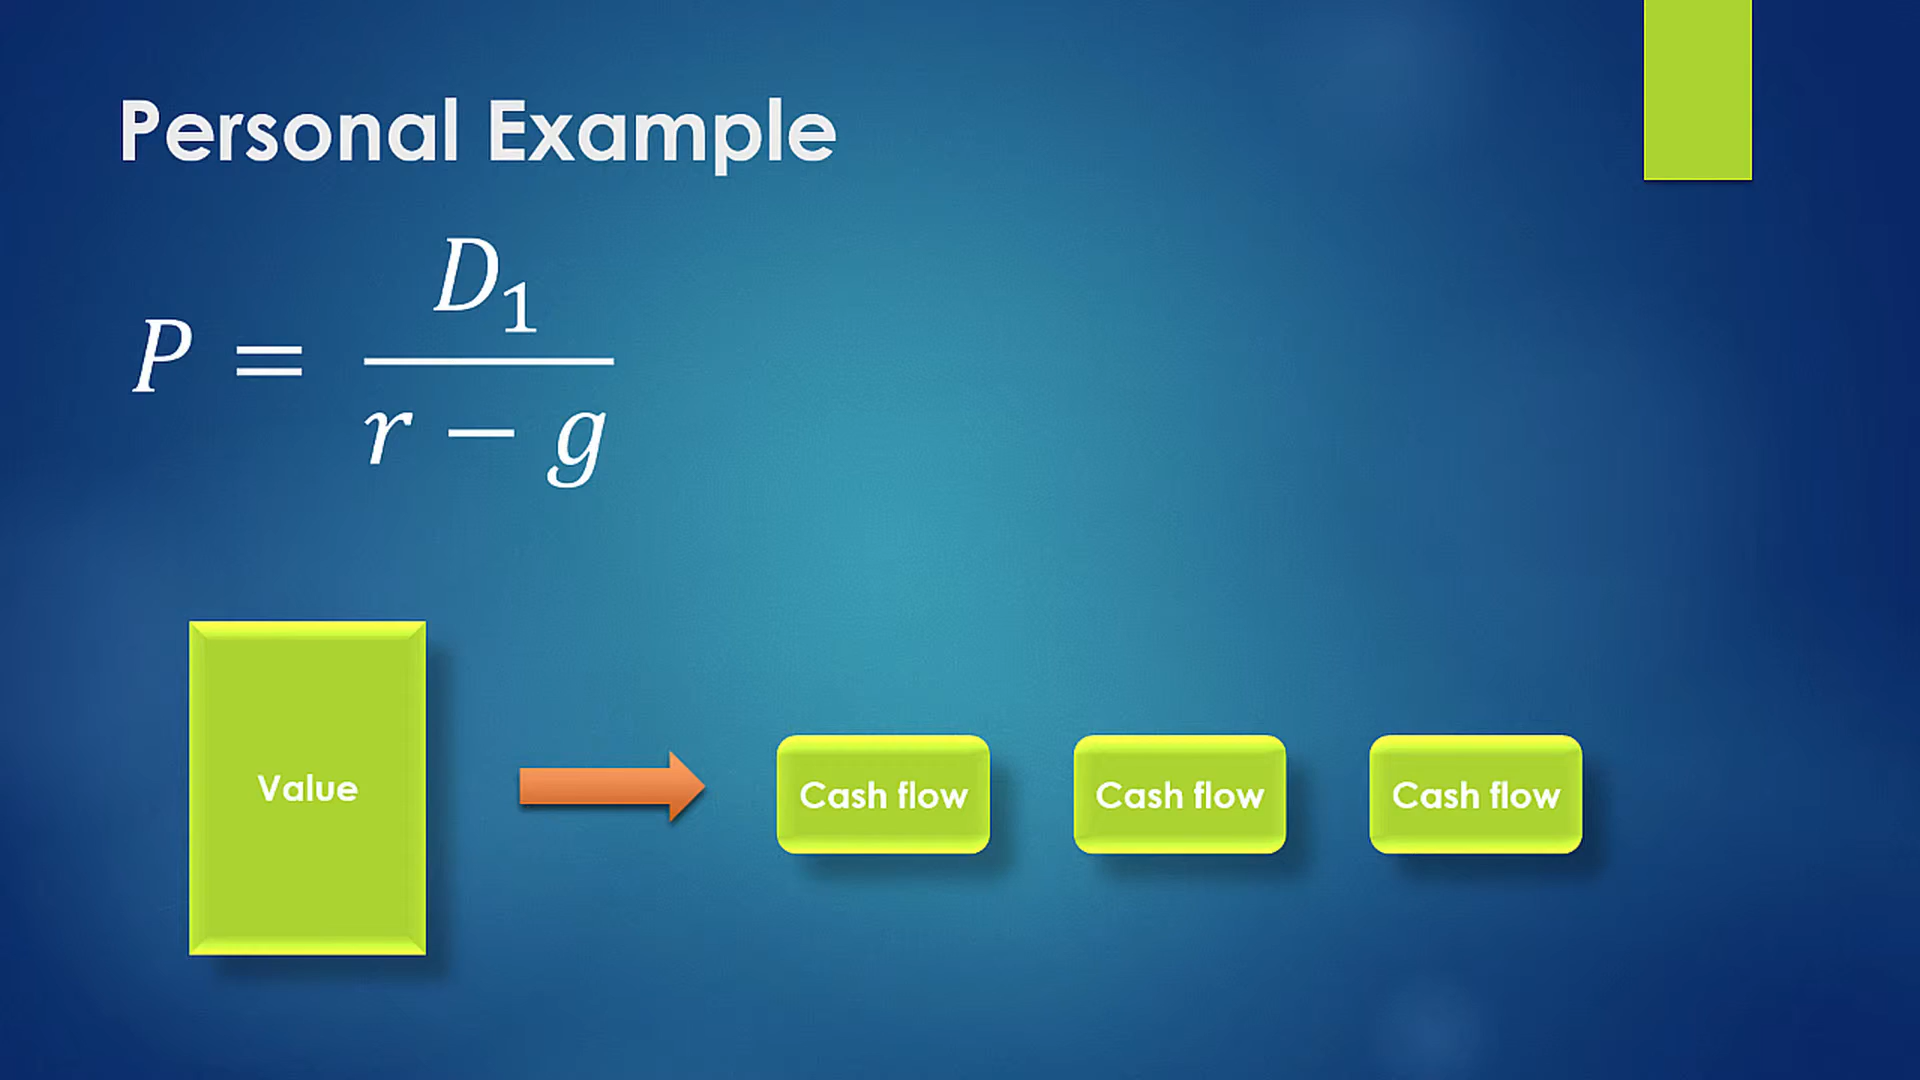 Personal Example
P = D₁ / r − g
Value
Cash flow
Cash flow
Cash flow